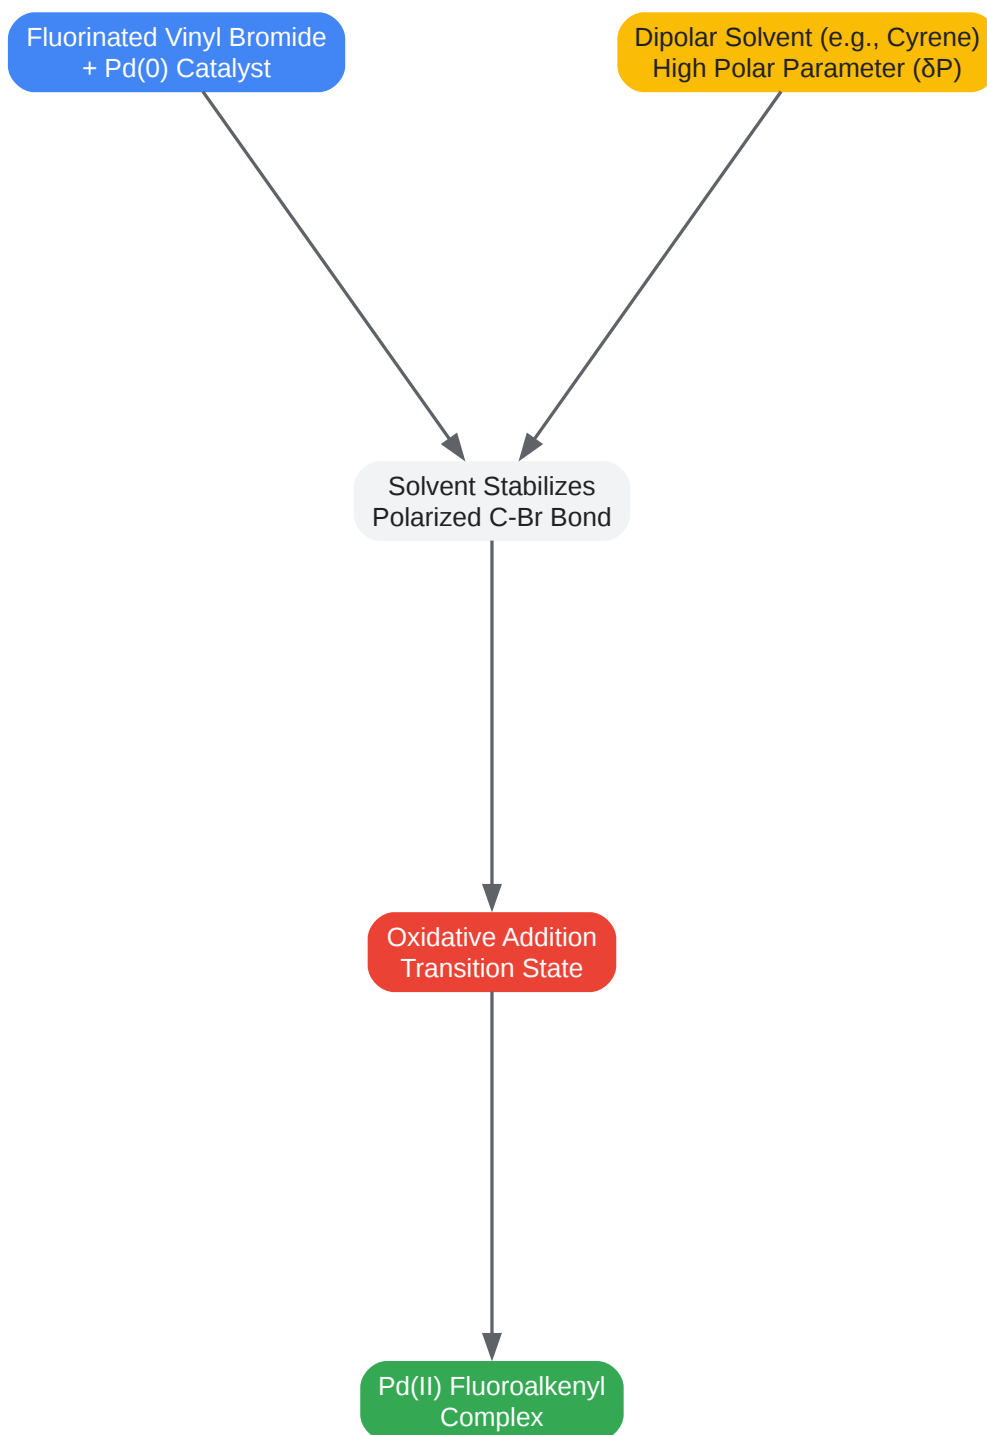 Fluorinated Vinyl Bromide
+ Pd(0) Catalyst
Dipolar Solvent (e.g., Cyrene)
High Polar Parameter (δP)
Solvent Stabilizes
Polarized C-Br Bond
Oxidative Addition
Transition State
Pd(II) Fluoroalkenyl
Complex